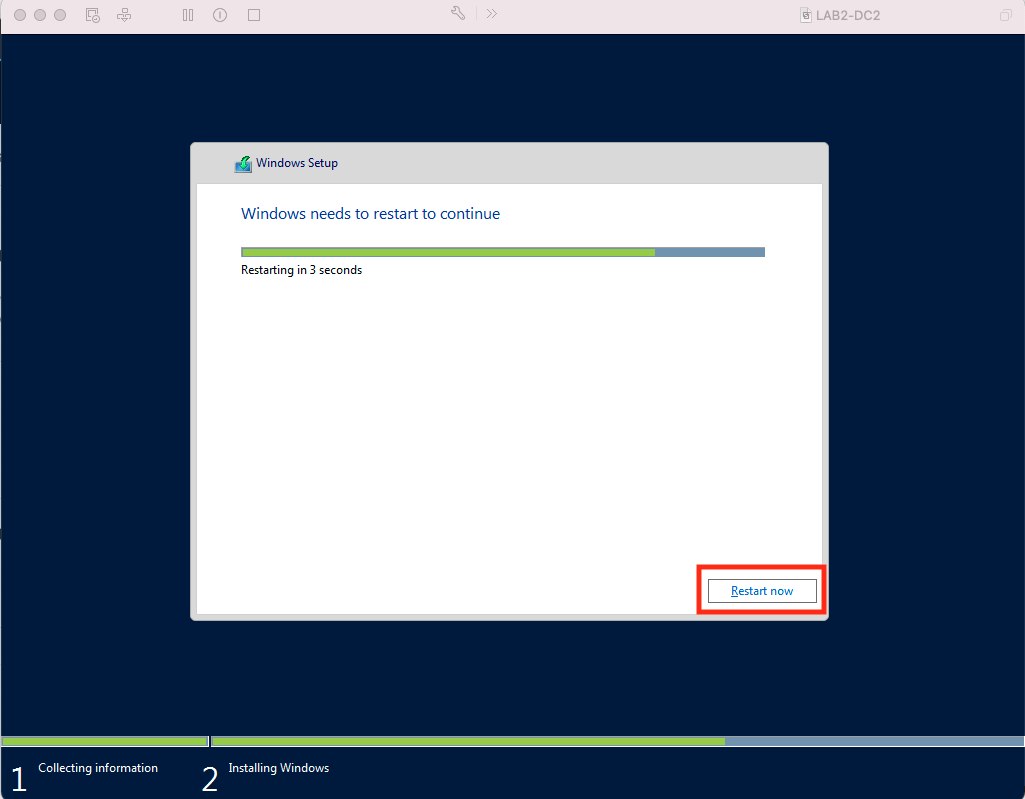 LAB2-DC2
Windows Setup
Windows needs to restart to continue
Restarting in 3 seconds
Restart now
1 Collecting information
2 Installing Windows